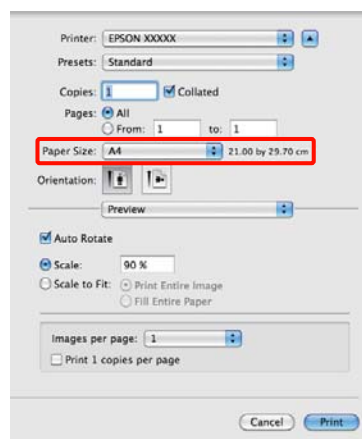 Printer: EPSON XXXXX
Presets: Standard
Copies: 1 Collated
Pages: All
From: 1 to: 1
Paper Size: A4 21.00 by 29.70 cm
Orientation:
Preview
Auto Rotate
Scale: 90 %
Scale to Fit: Print Entire Image
Fill Entire Paper
Images per page: 1
Print 1 copies per page
Cancel Print